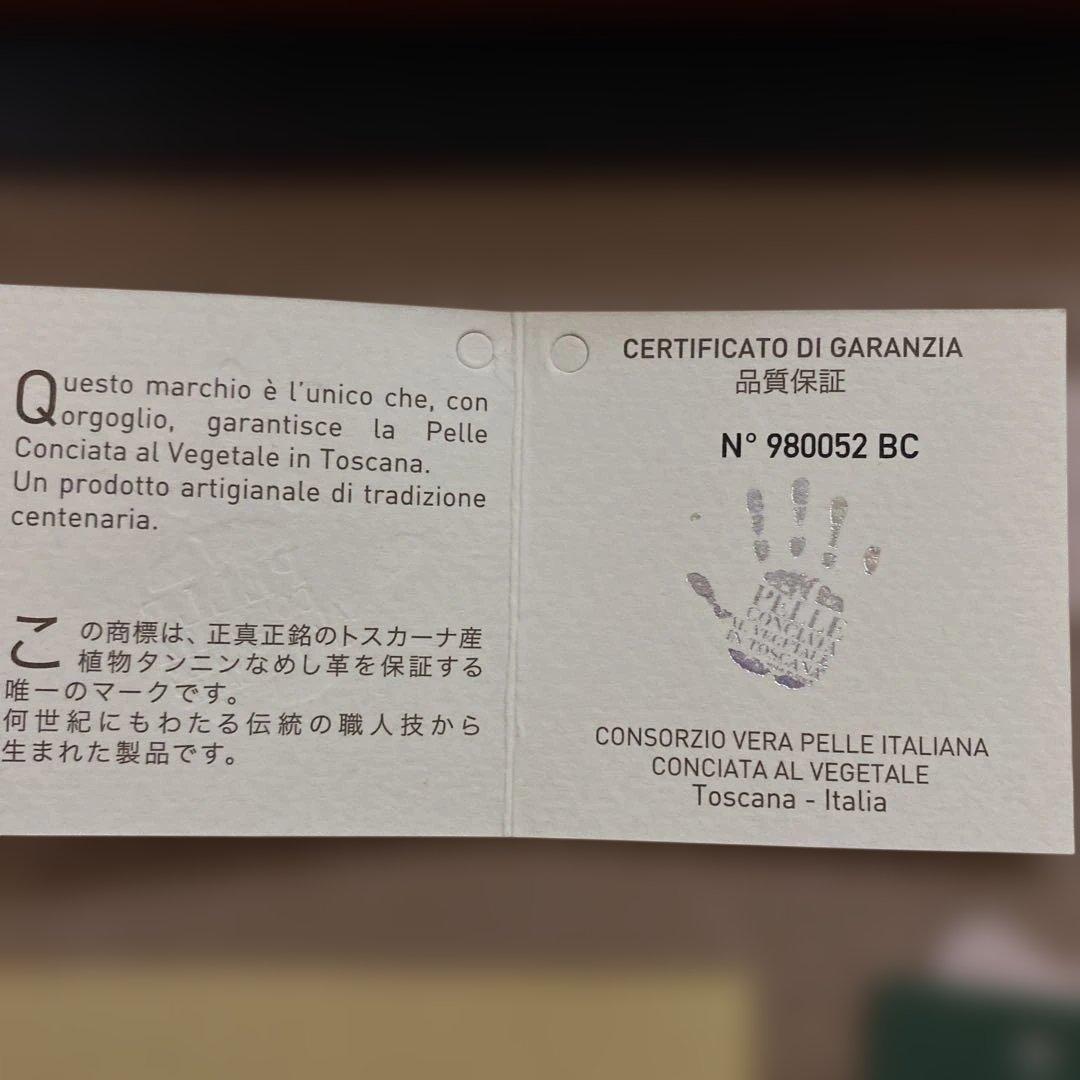 Questo marchio è l'unico che, con
orgoglio, garantisce la Pelle
Conciata al Vegetale in Toscana.
Un prodotto artigianale di tradizione
centenaria.
この商標は、正真正銘のトスカーナ産
植物タンニンなめし革を保証する
唯一のマークです。
何世紀にもわたる伝統の職人技から
生まれた製品です。
CERTIFICATO DI GARANZIA
品質保証
N° 980052 BC
PELLE
CONCIATA
AL VEGETALE
IN TOSCANA
CONSORZIO VERA PELLE ITALIANA
CONCIATA AL VEGETALE
Toscana - Italia